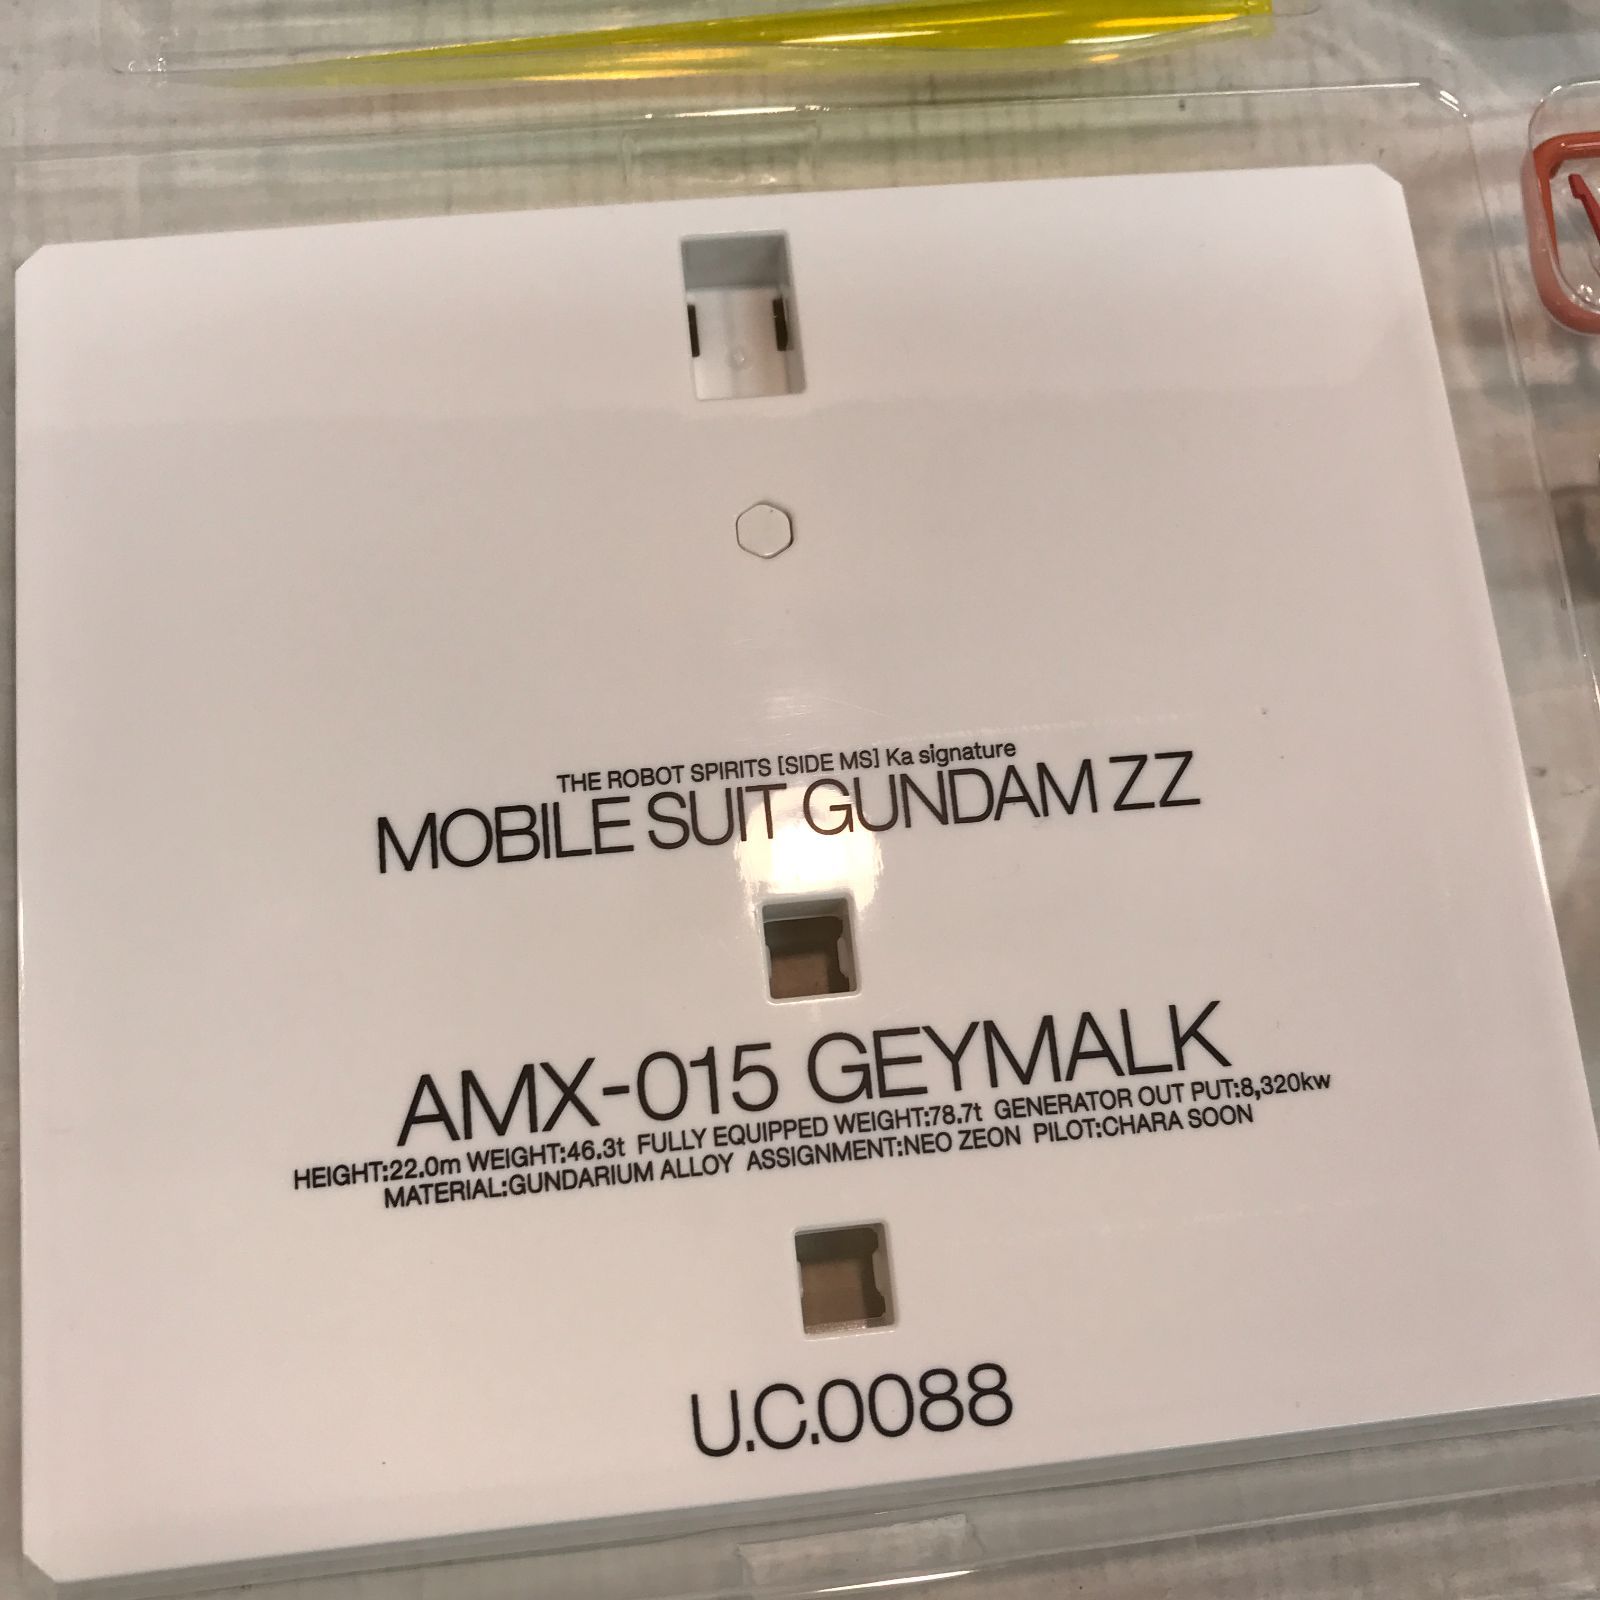 THE ROBOT SPIRITS [SIDE MS] Ka signature
MOBILE SUIT GUNDAM ZZ
AMX-015 GEYMALK
HEIGHT:22.0m WEIGHT:46.3t FULLY EQUIPPED WEIGHT:78.7t GENERATOR OUT PUT:8,320kw
MATERIAL:GUNDARIUM ALLOY ASSIGNMENT:NEO ZEON PILOT:CHARA SOON
U.C.0088